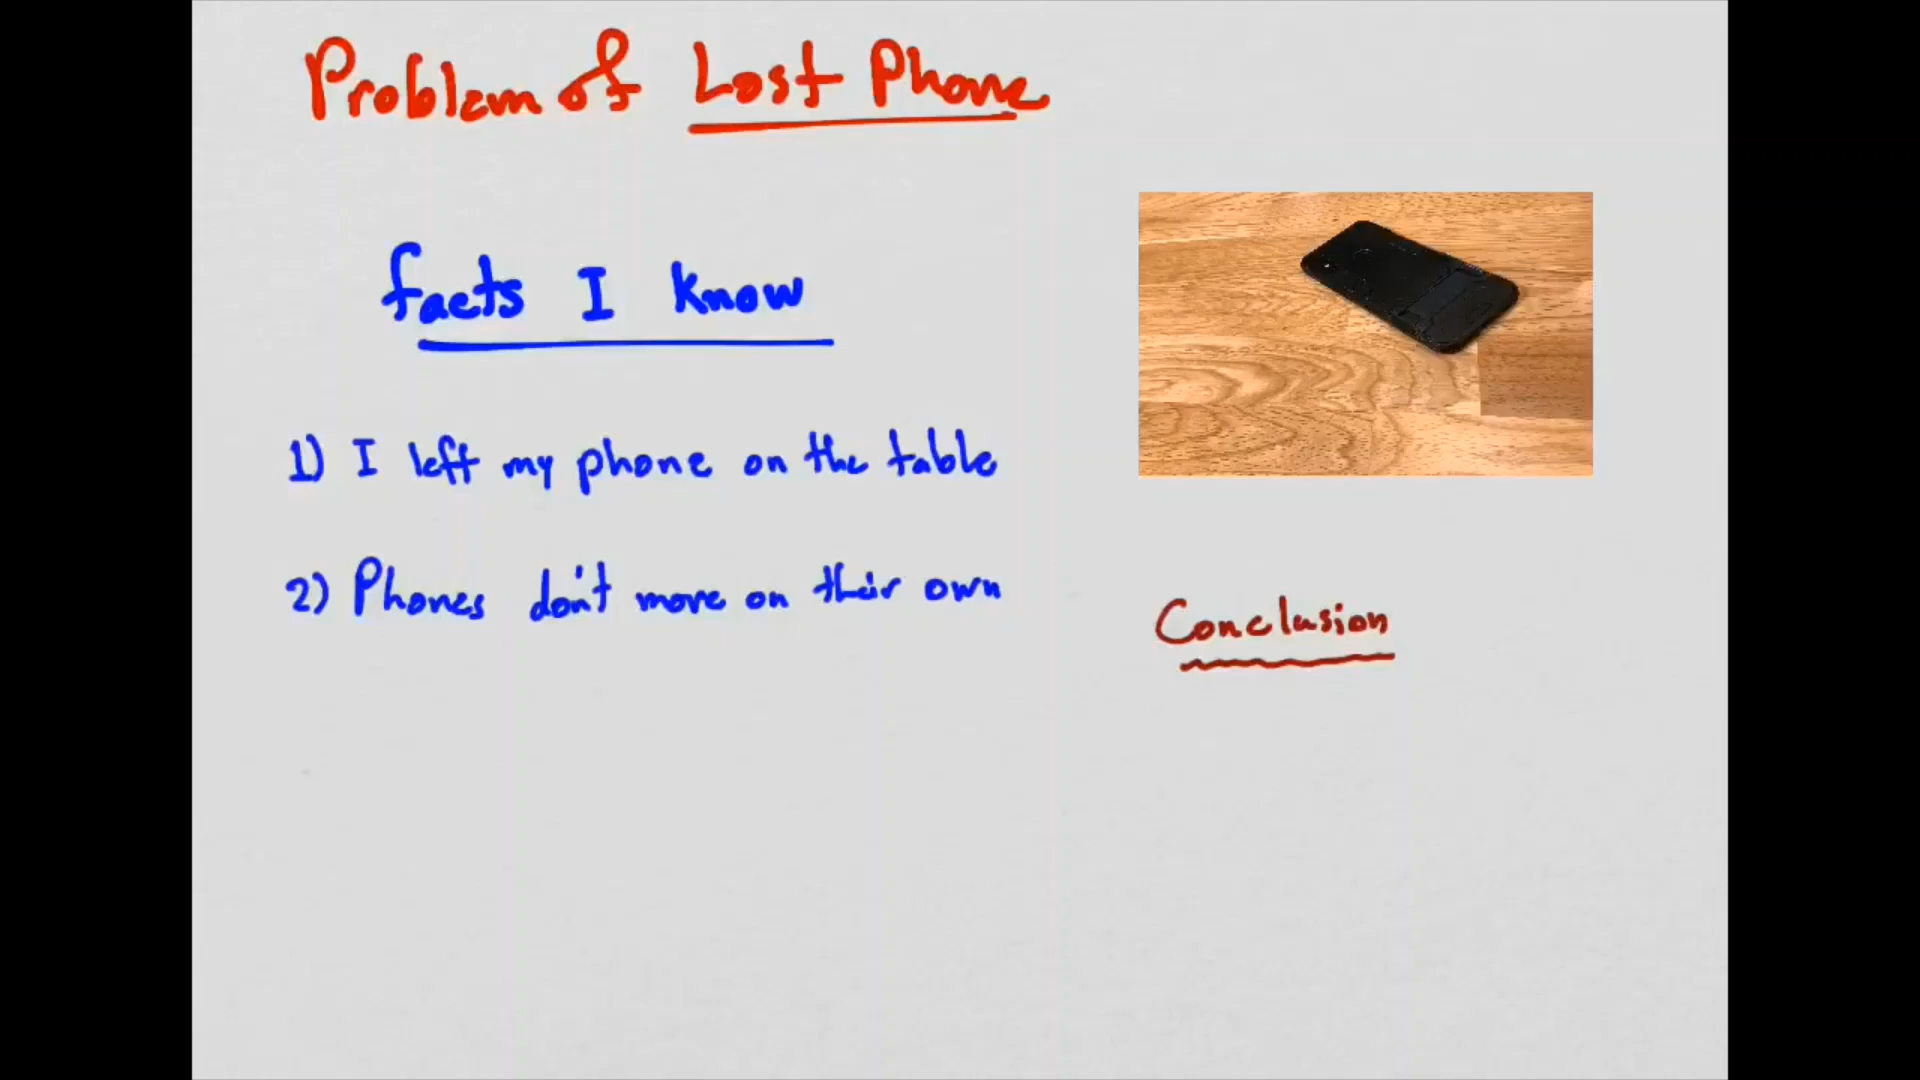 Problem of Lost Phone
facts I know
1) I left my phone on the table
2) Phones don't move on their own
Conclusion